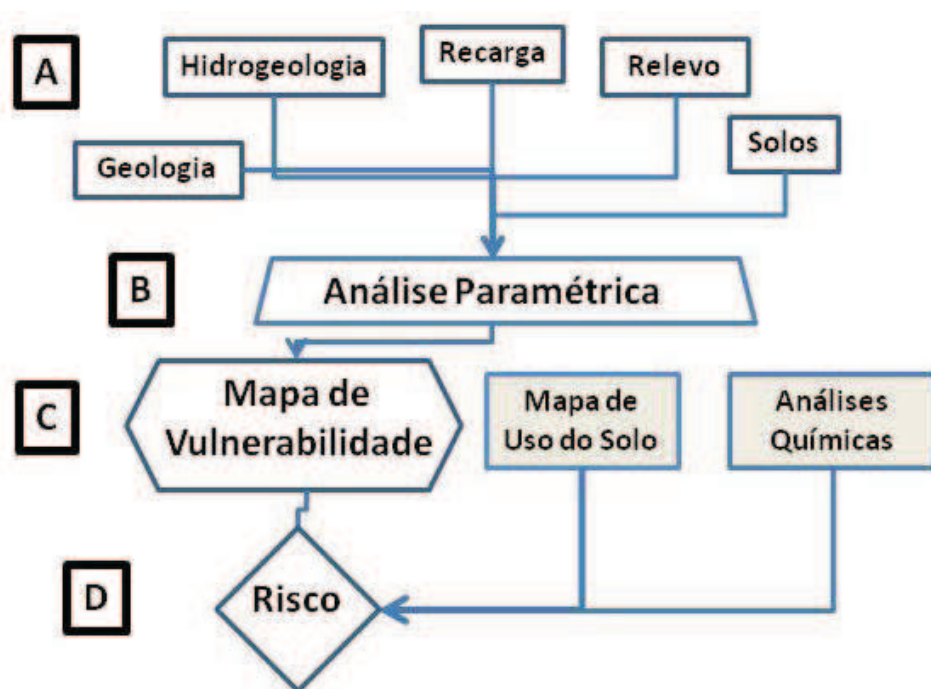 A
Hidrogeologia
Recarga
Relevo
Geologia
Solos
B
Análise Paramétrica
C
Mapa de
Vulnerabilidade
Mapa de
Uso do Solo
Análises
Químicas
D
Risco